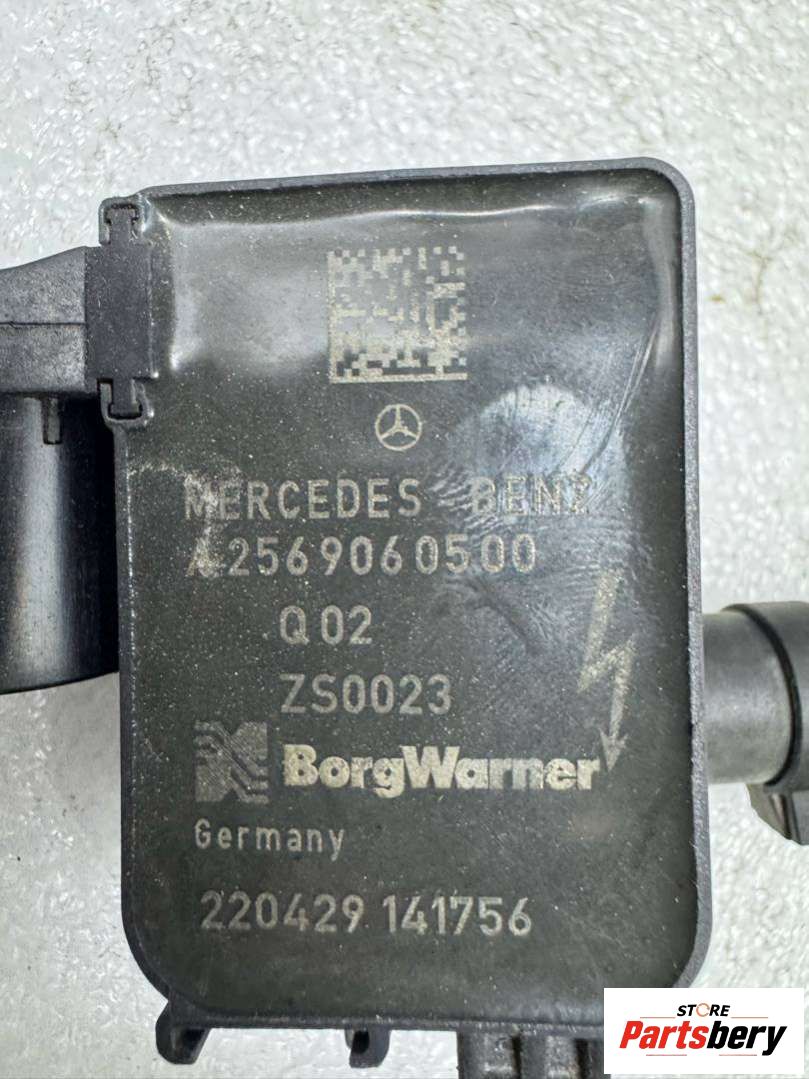 MERCEDES BENZ
A2569060500
Q02
ZS0023
BorgWarner
Germany
220429 141756
STORE
Partsbery